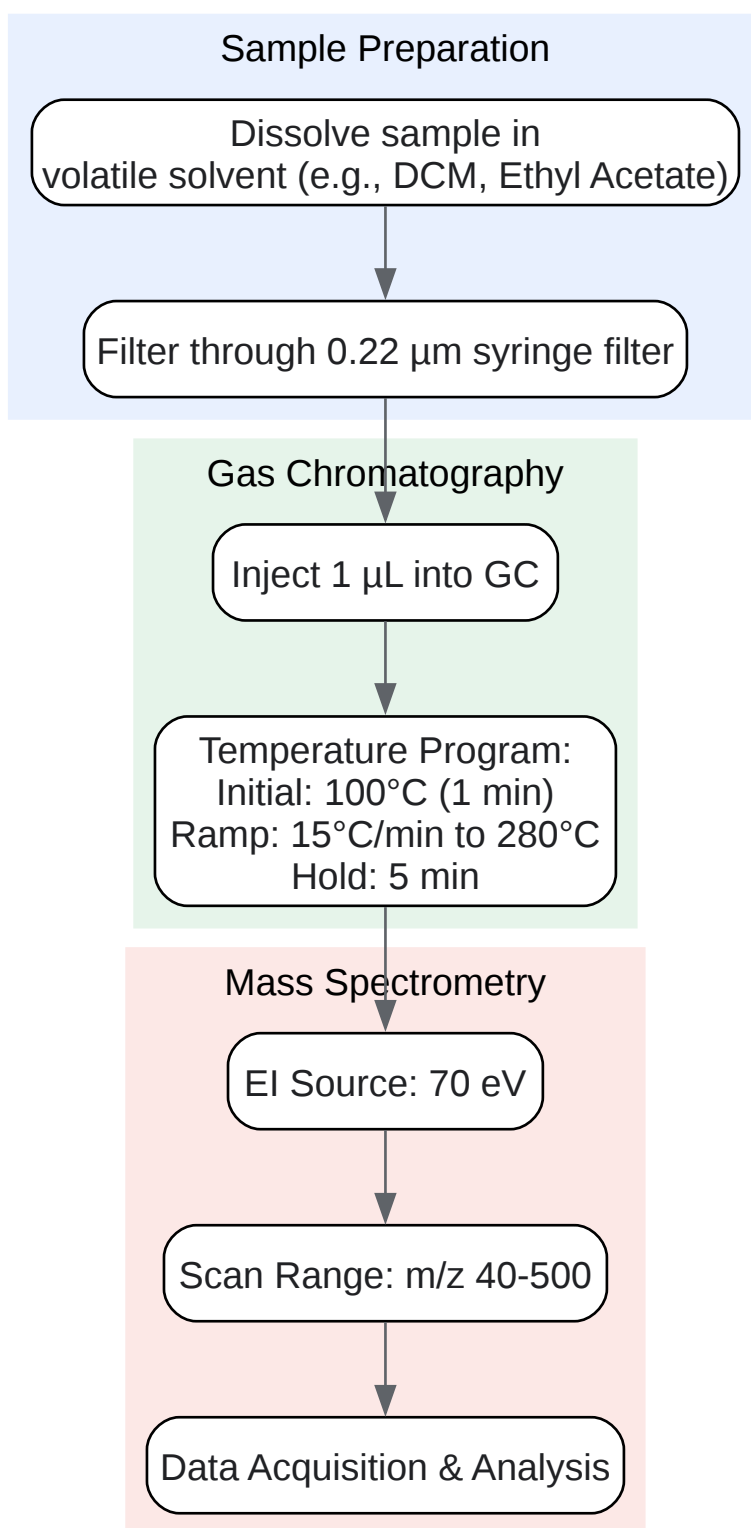 Sample Preparation
Dissolve sample in
volatile solvent (e.g., DCM, Ethyl Acetate)
Filter through 0.22 µm syringe filter
Gas Chromatography
Inject 1 µL into GC
Temperature Program:
Initial: 100°C (1 min)
Ramp: 15°C/min to 280°C
Hold: 5 min
Mass Spectrometry
EI Source: 70 eV
Scan Range: m/z 40-500
Data Acquisition & Analysis